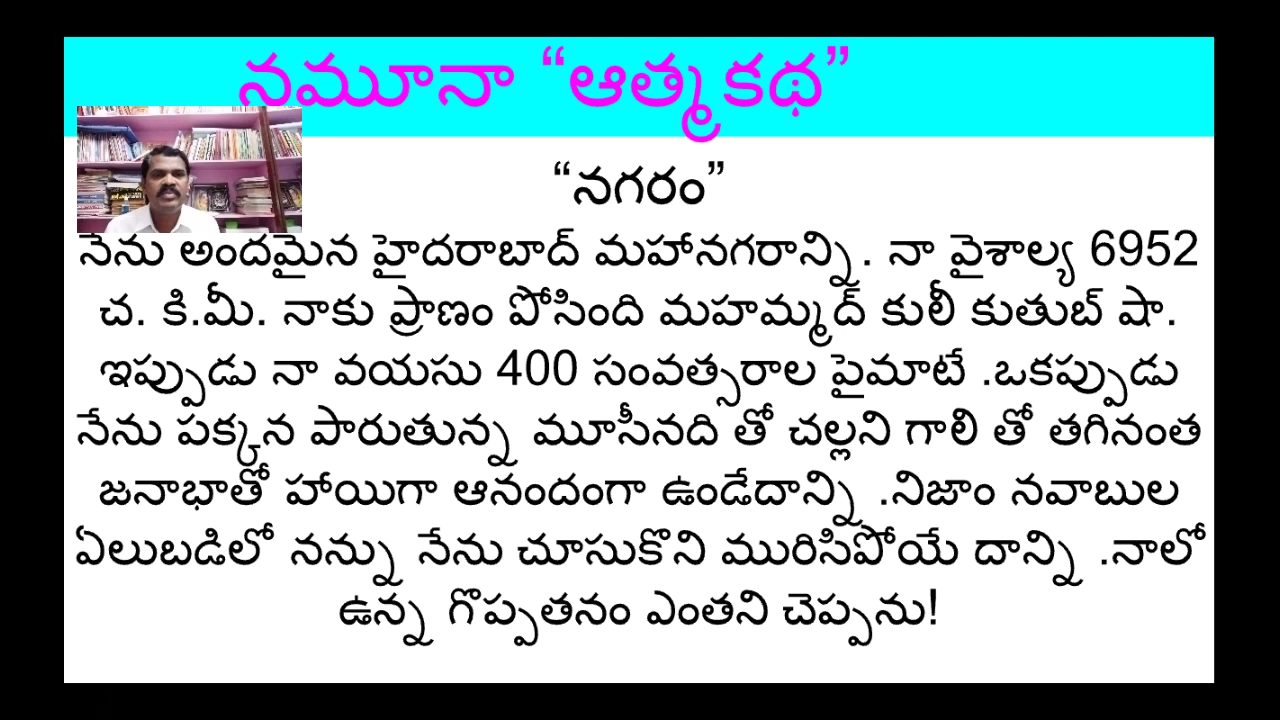 నమూనా “ఆత్మకథ”
“నగరం”
నేను అందమైన హైదరాబాద్ మహానగరాన్ని. నా వైశాల్య 6952
చ. కి.మీ. నాకు ప్రాణం పోసింది మహమ్మద్ కులీ కుతుబ్ షా.
ఇప్పుడు నా వయసు 400 సంవత్సరాల పైమాటే .ఒకప్పుడు
నేను పక్కన పారుతున్న మూసీనది తో చల్లని గాలి తో తగినంత
జనాభాతో హాయిగా ఆనందంగా ఉండేదాన్ని .నిజాం నవాబుల
ఏలుబడిలో నన్ను నేను చూసుకొని మురిసిపోయే దాన్ని .నాలో
ఉన్న గొప్పతనం ఎంతని చెప్పను!